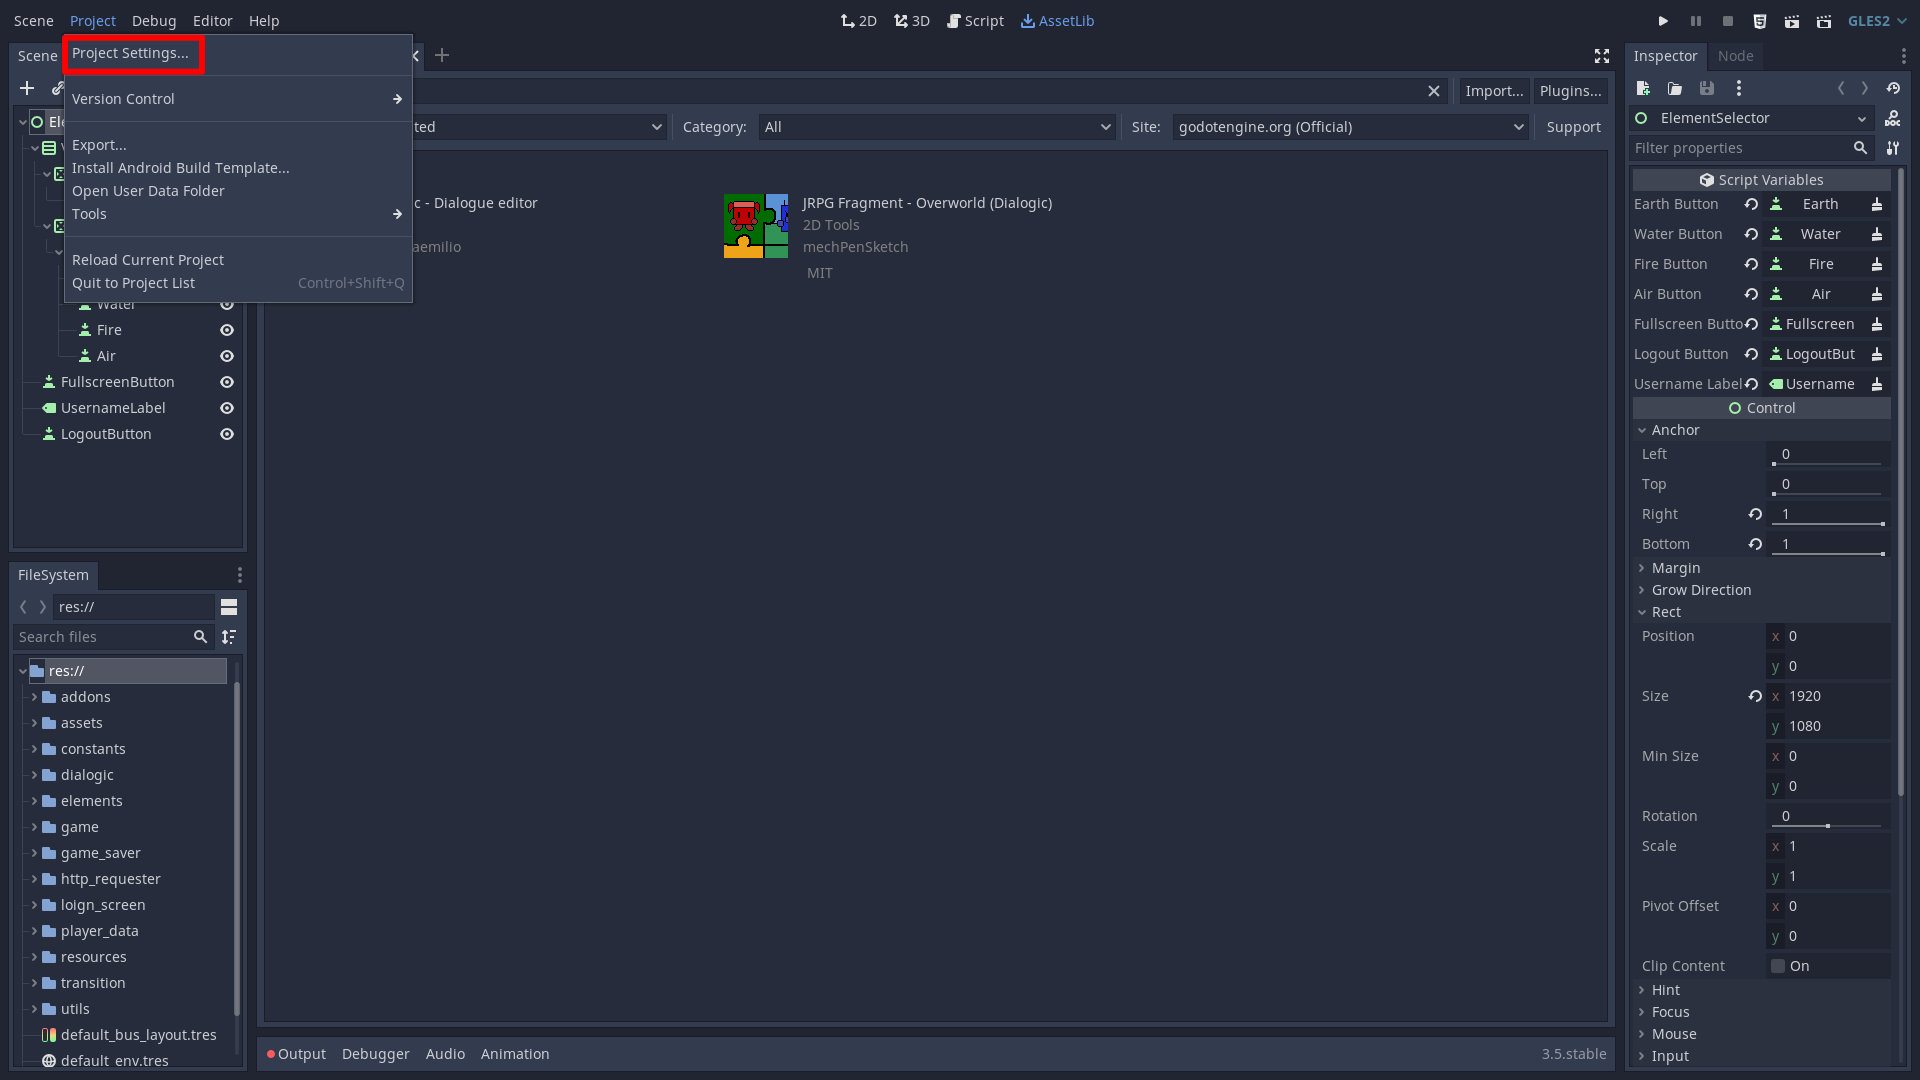 Scene Project Debug Editor Help
2D 3D Script AssetLib
GLES2
Scene
Project Settings...
Version Control
Export...
Install Android Build Template...
Open User Data Folder
Tools
Reload Current Project
Quit to Project List Control+Shift+Q
Water
Fire
Air
FullscreenButton
UsernameLabel
LogoutButton
FileSystem
res://
Search files
res://
addons
assets
constants
dialogic
elements
game
game_saver
http_requester
loign_screen
player_data
resources
transition
utils
default_bus_layout.tres
default_env.tres
Import... Plugins...
ted Category: All Site: godotengine.org (Official) Support
c - Dialogue editor
aemilio
JRPG Fragment - Overworld (Dialogic)
2D Tools
mechPenSketch
MIT
Output Debugger Audio Animation 3.5.stable
Inspector Node
ElementSelector
Filter properties
Script Variables
Earth Button Earth
Water Button Water
Fire Button Fire
Air Button Air
Fullscreen Butto Fullscreen
Logout Button LogoutBut
Username Label Username
Control
Anchor
Left 0
Top 0
Right 1
Bottom 1
Margin
Grow Direction
Rect
Position x 0
y 0
Size x 1920
y 1080
Min Size x 0
y 0
Rotation 0
Scale x 1
y 1
Pivot Offset x 0
y 0
Clip Content On
Hint
Focus
Mouse
Input